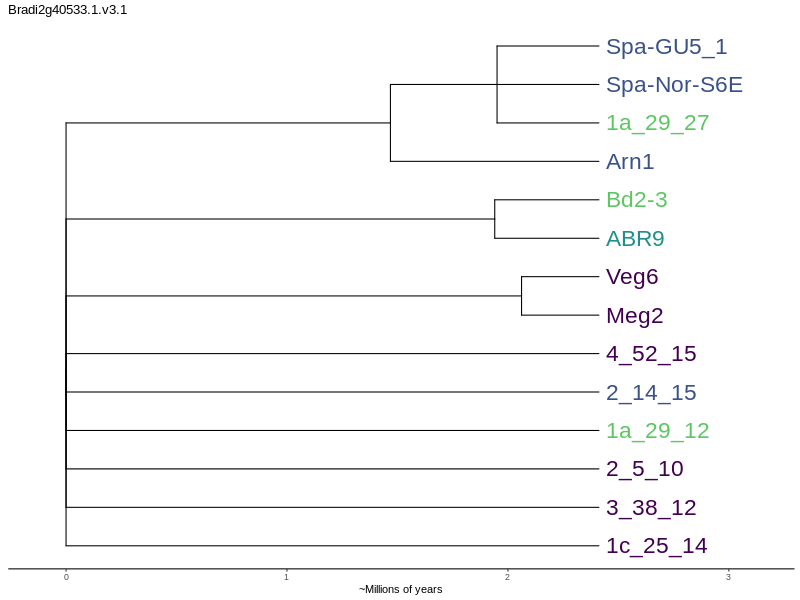 Bradi2g40533.1.v3.1
Spa-GU5_1
Spa-Nor-S6E
1a_29_27
Arn1
Bd2-3
ABR9
Veg6
Meg2
4_52_15
2_14_15
1a_29_12
2_5_10
3_38_12
1c_25_14
0 1 2 3
~Millions of years